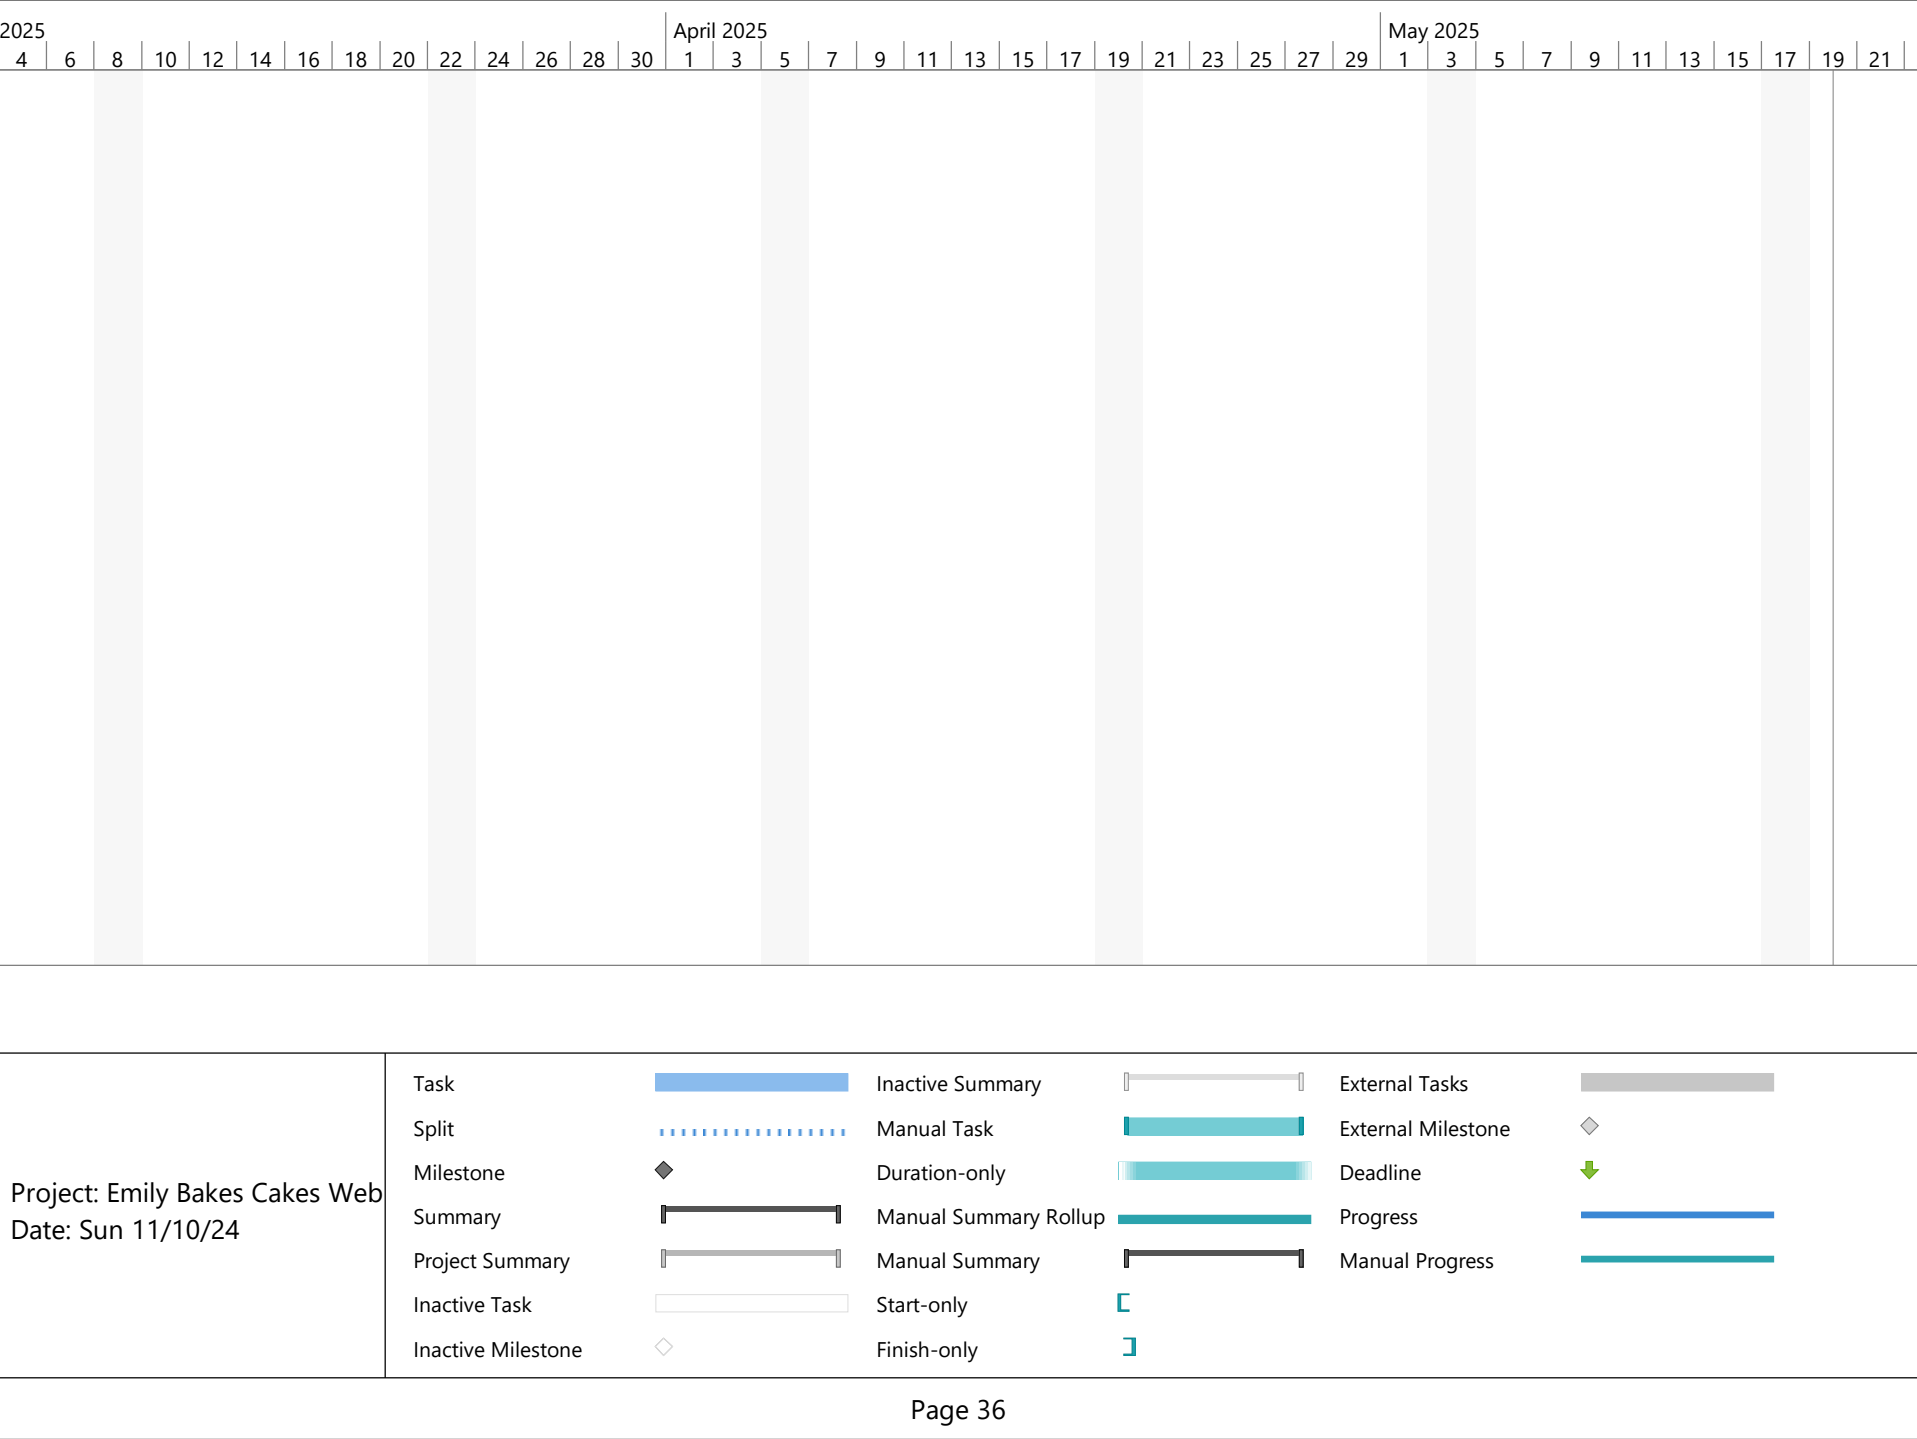 2025 April 2025 May 2025
4 6 8 10 12 14 16 18 20 22 24 26 28 30 1 3 5 7 9 11 13 15 17 19 21 23 25 27 29 1 3 5 7 9 11 13 15 17 19 21
Project: Emily Bakes Cakes Web
Date: Sun 11/10/24
Task
Split
Milestone
Summary
Project Summary
Inactive Task
Inactive Milestone
Inactive Summary
Manual Task
Duration-only
Manual Summary Rollup
Manual Summary
Start-only
Finish-only
External Tasks
External Milestone
Deadline
Progress
Manual Progress
Page 36